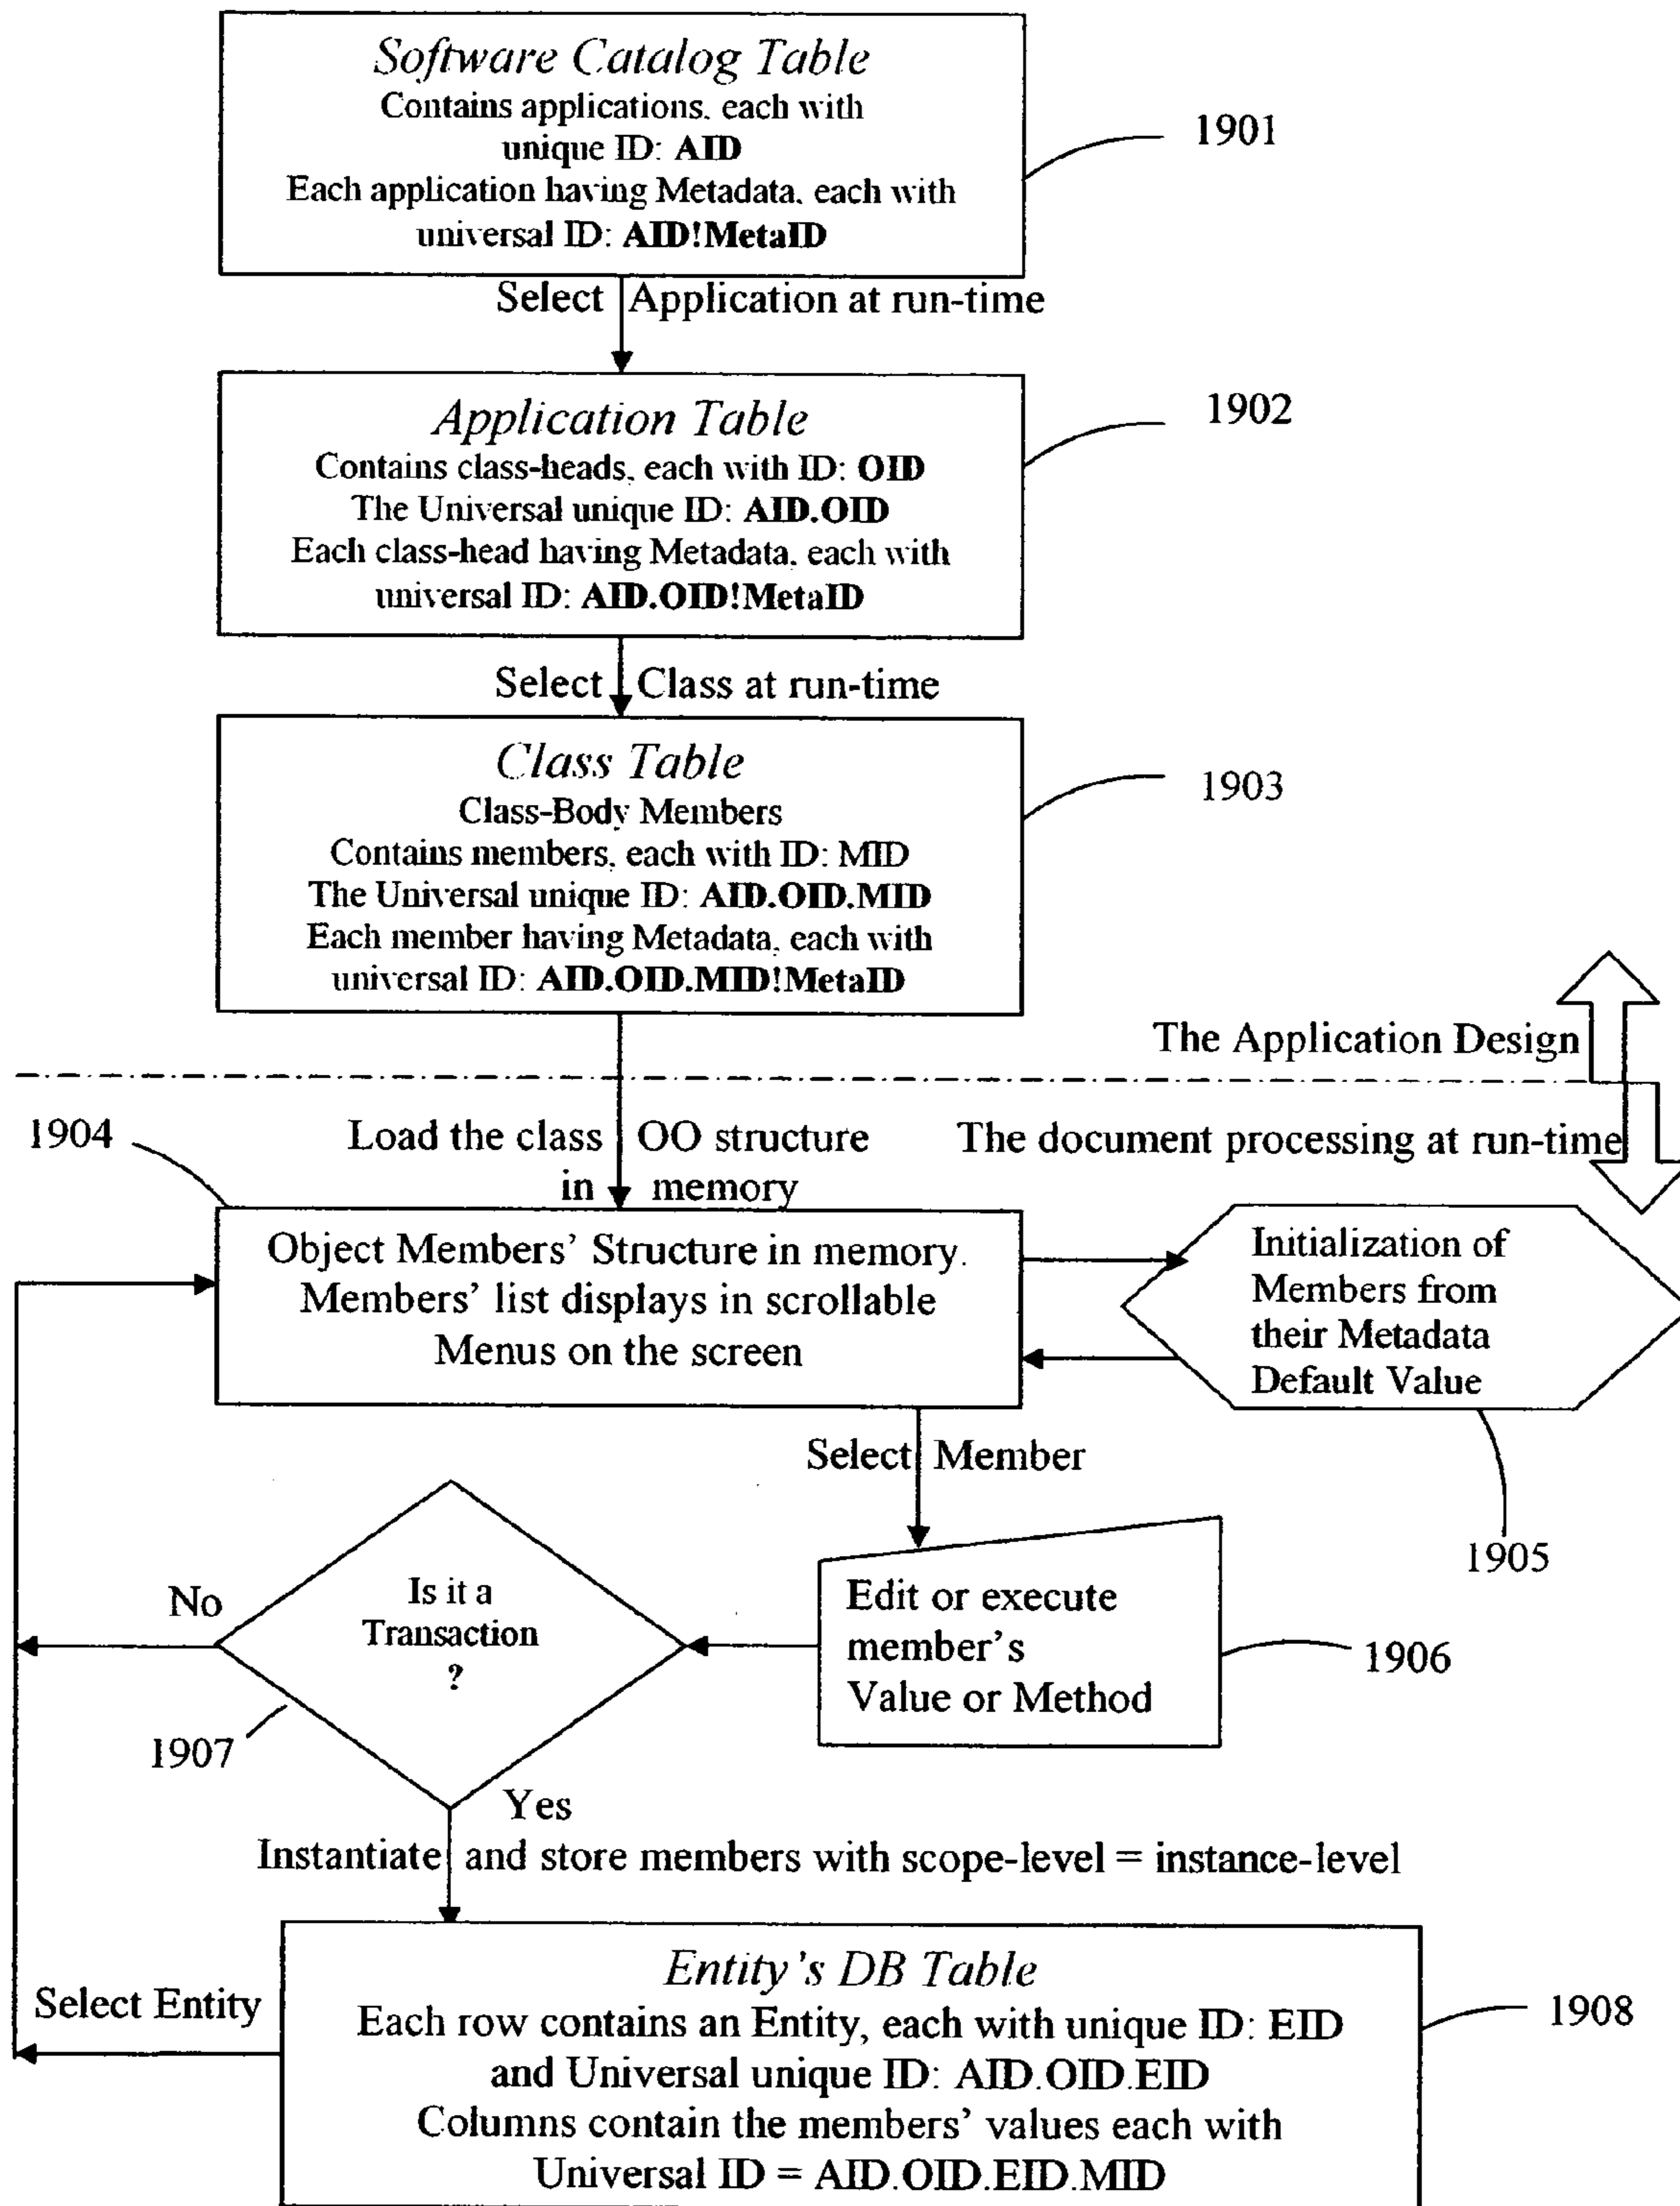 Software Catalog Table
Contains applications, each with
unique ID: AID
Each application having Metadata, each with
universal ID: AID!MetaID
1901
Select Application at run-time
Application Table
Contains class-heads, each with ID: OID
The Universal unique ID: AID.OID
Each class-head having Metadata, each with
universal ID: AID.OID!MetaID
1902
Select Class at run-time
Class Table
Class-Body Members
Contains members, each with ID: MID
The Universal unique ID: AID.OID.MID
Each member having Metadata, each with
universal ID: AID.OID.MID!MetaID
1903
The Application Design
1904
Load the class OO structure
in memory
The document processing at run-time
Object Members' Structure in memory.
Members' list displays in scrollable
Menus on the screen
Initialization of
Members from
their Metadata
Default Value
1905
Select Member
Edit or execute
member's
Value or Method
1906
Is it a
Transaction
?
No
1907
Yes
Instantiate and store members with scope-level = instance-level
Entity's DB Table
Each row contains an Entity, each with unique ID: EID
and Universal unique ID: AID.OID.EID
Columns contain the members' values each with
Universal ID = AID.OID.EID.MID
Select Entity
1908